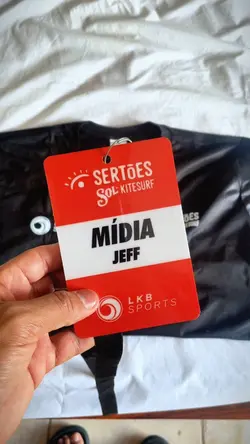 SERTÕES
SOL KITESURF
MÍDIA
JEFF
LKB
SPORTS